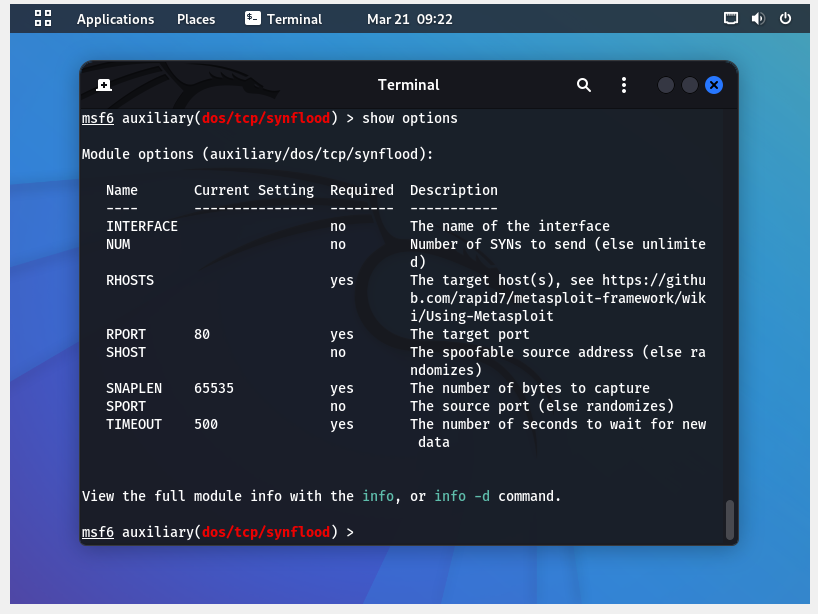 Applications Places Terminal Mar 21 09:22
Terminal
msf6 auxiliary(dos/tcp/synflood) > show options
Module options (auxiliary/dos/tcp/synflood):
Name Current Setting Required Description
---- --------------- -------- -----------
INTERFACE no The name of the interface
NUM no Number of SYNs to send (else unlimite
d)
RHOSTS yes The target host(s), see https://githu
b.com/rapid7/metasploit-framework/wik
i/Using-Metasploit
RPORT 80 yes The target port
SHOST no The spoofable source address (else ra
ndomizes)
SNAPLEN 65535 yes The number of bytes to capture
SPORT no The source port (else randomizes)
TIMEOUT 500 yes The number of seconds to wait for new
data
View the full module info with the info, or info -d command.
msf6 auxiliary(dos/tcp/synflood) >